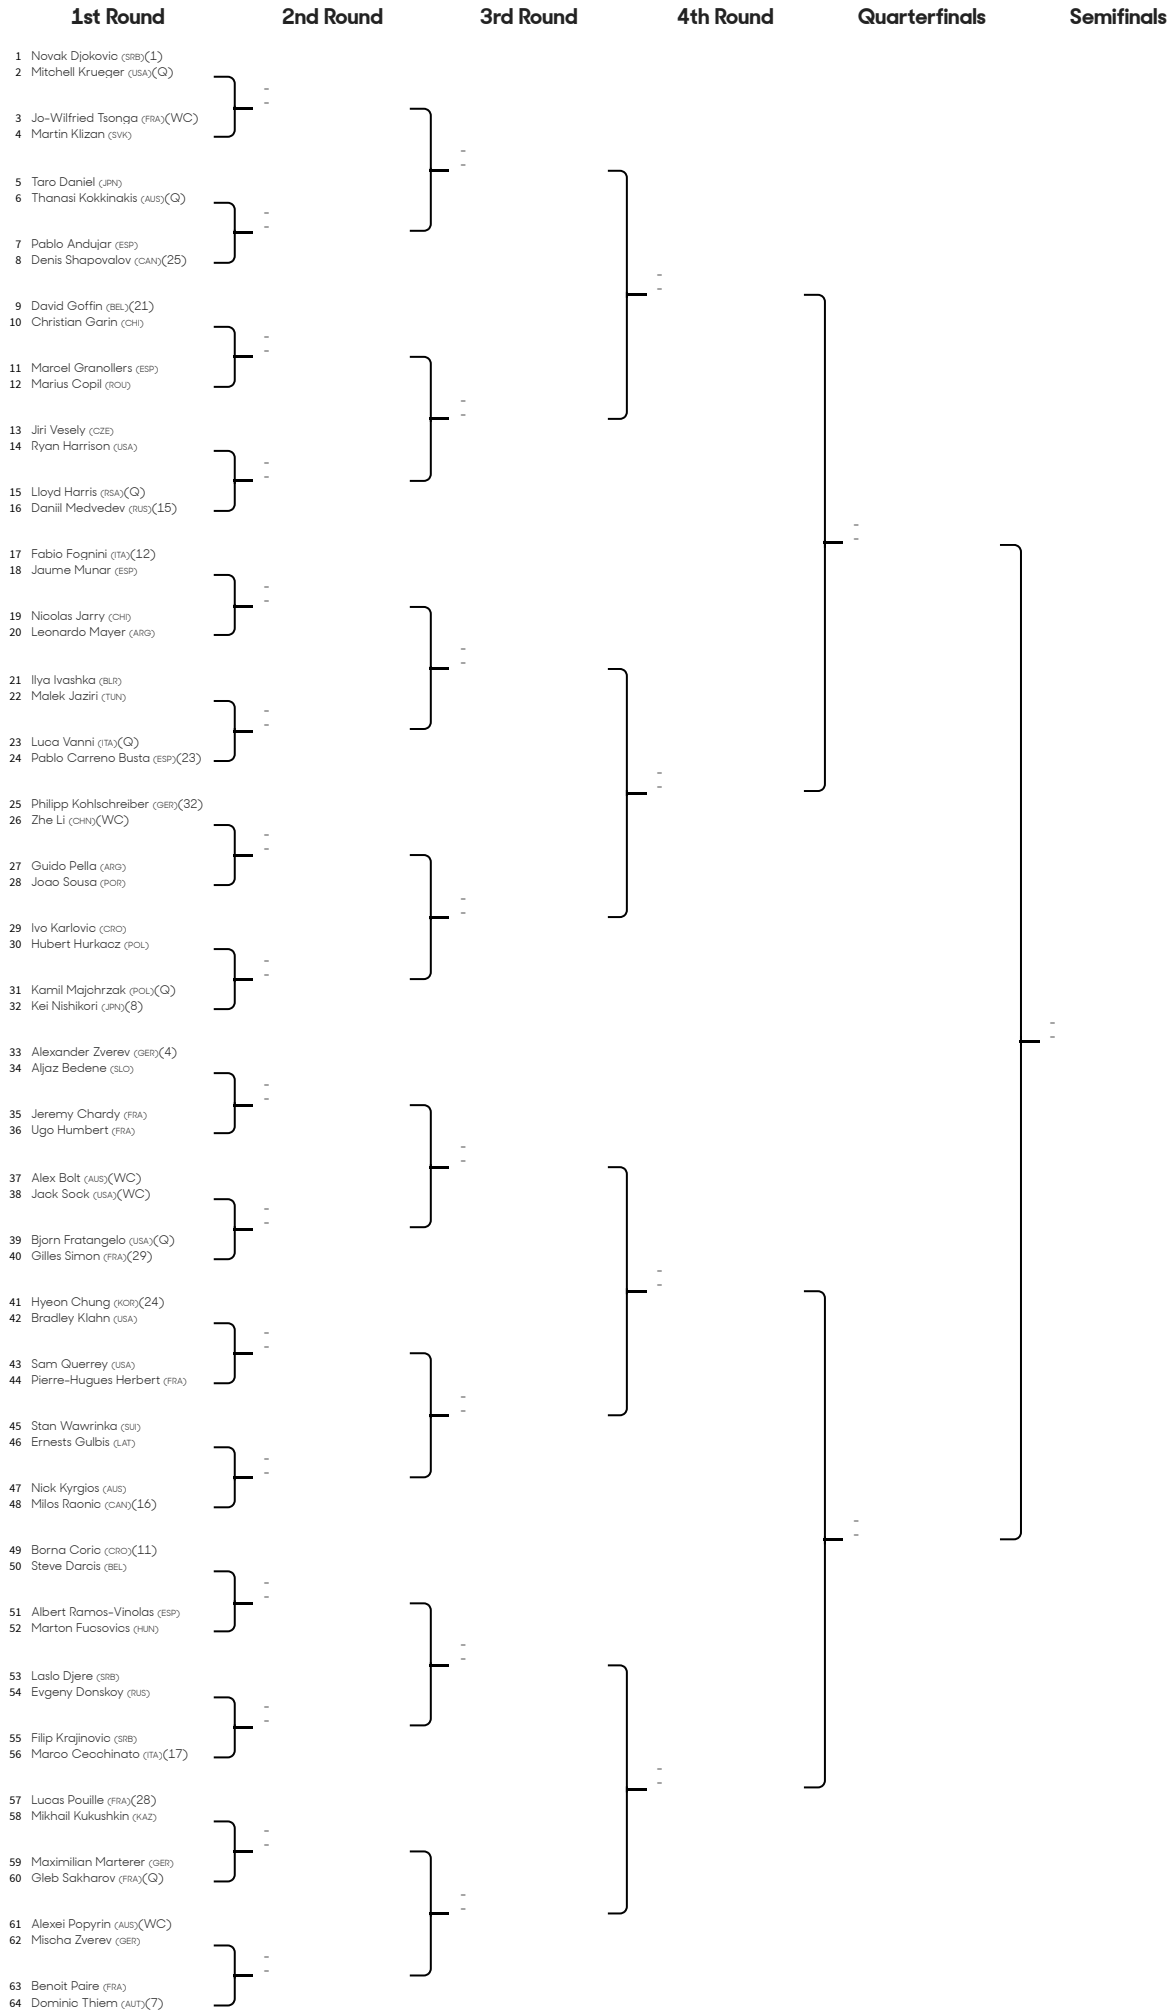 1st Round 2nd Round 3rd Round 4th Round Quarterfinals Semifinals
1 Novak Djokovic (SRB)(1)
2 Mitchell Krueger (USA)(Q)
3 Jo-Wilfried Tsonga (FRA)(WC)
4 Martin Klizan (SVK)
5 Taro Daniel (JPN)
6 Thanasi Kokkinakis (AUS)(Q)
7 Pablo Andujar (ESP)
8 Denis Shapovalov (CAN)(25)
9 David Goffin (BEL)(21)
10 Christian Garin (CHI)
11 Marcel Granollers (ESP)
12 Marius Copil (ROU)
13 Jiri Vesely (CZE)
14 Ryan Harrison (USA)
15 Lloyd Harris (RSA)(Q)
16 Daniil Medvedev (RUS)(15)
17 Fabio Fognini (ITA)(12)
18 Jaume Munar (ESP)
19 Nicolas Jarry (CHI)
20 Leonardo Mayer (ARG)
21 Ilya Ivashka (BLR)
22 Malek Jaziri (TUN)
23 Luca Vanni (ITA)(Q)
24 Pablo Carreno Busta (ESP)(23)
25 Philipp Kohlschreiber (GER)(32)
26 Zhe Li (CHN)(WC)
27 Guido Pella (ARG)
28 Joao Sousa (POR)
29 Ivo Karlovic (CRO)
30 Hubert Hurkacz (POL)
31 Kamil Majchrzak (POL)(Q)
32 Kei Nishikori (JPN)(8)
33 Alexander Zverev (GER)(4)
34 Aljaz Bedene (SLO)
35 Jeremy Chardy (FRA)
36 Ugo Humbert (FRA)
37 Alex Bolt (AUS)(WC)
38 Jack Sock (USA)(WC)
39 Bjorn Fratangelo (USA)(Q)
40 Gilles Simon (FRA)(29)
41 Hyeon Chung (KOR)(24)
42 Bradley Klahn (USA)
43 Sam Querrey (USA)
44 Pierre-Hugues Herbert (FRA)
45 Stan Wawrinka (SUI)
46 Ernests Gulbis (LAT)
47 Nick Kyrgios (AUS)
48 Milos Raonic (CAN)(16)
49 Borna Coric (CRO)(11)
50 Steve Darcis (BEL)
51 Albert Ramos-Vinolas (ESP)
52 Marton Fucsovics (HUN)
53 Laslo Djere (SRB)
54 Evgeny Donskoy (RUS)
55 Filip Krajinovic (SRB)
56 Marco Cecchinato (ITA)(17)
57 Lucas Pouille (FRA)(28)
58 Mikhail Kukushkin (KAZ)
59 Maximilian Marterer (GER)
60 Gleb Sakharov (FRA)(Q)
61 Alexei Popyrin (AUS)(WC)
62 Mischa Zverev (GER)
63 Benoit Paire (FRA)
64 Dominic Thiem (AUT)(7)